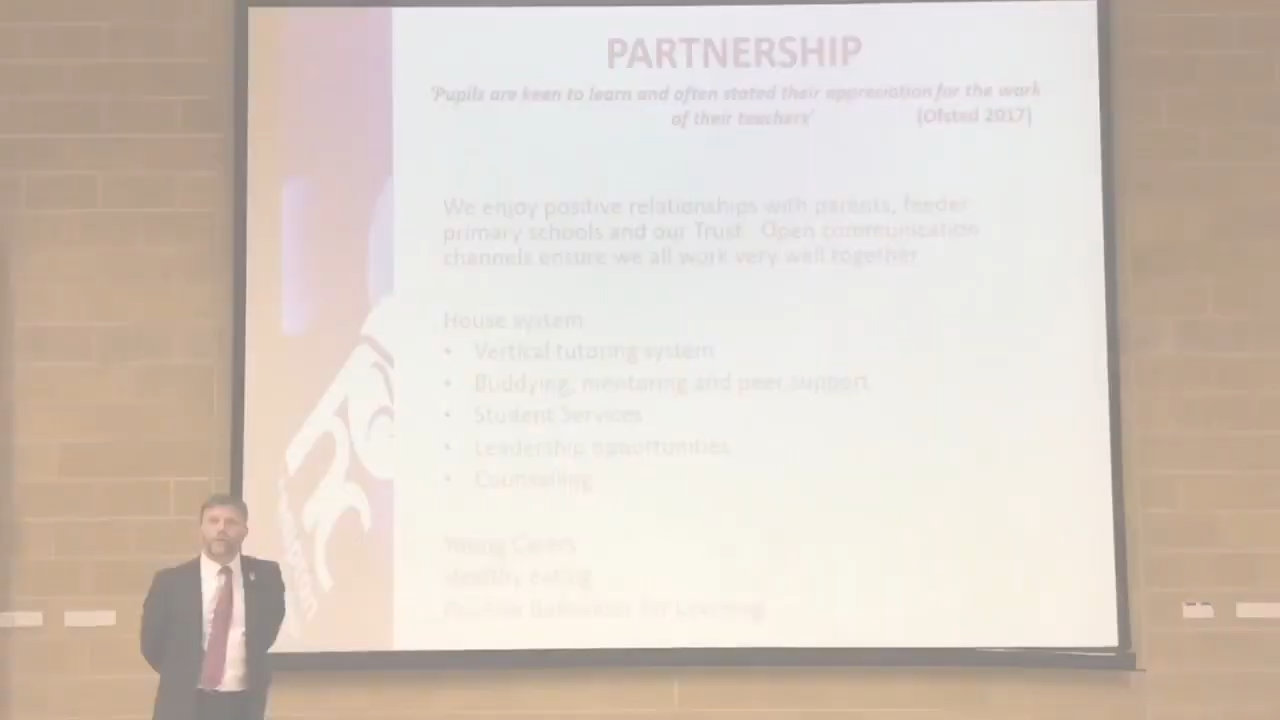 PARTNERSHIP
'Pupils are keen to learn and often stated their appreciation for the work
of their teachers' (Ofsted 2017)
We enjoy positive relationships with parents, feeder
primary schools and our Trust. Open communication
channels ensure we all work very well together
House system
• Vertical tutoring system
• Buddying, mentoring and peer support
• Student Services
• Leadership opportunities
• Counselling
Young Carers
Healthy eating
Positive Behaviour for Learning